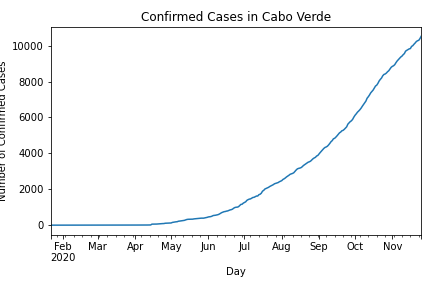 Confirmed Cases in Cabo Verde
Number of Confirmed Cases
10000
8000
6000
4000
2000
0
Feb Mar Apr May Jun Jul Aug Sep Oct Nov
2020
Day